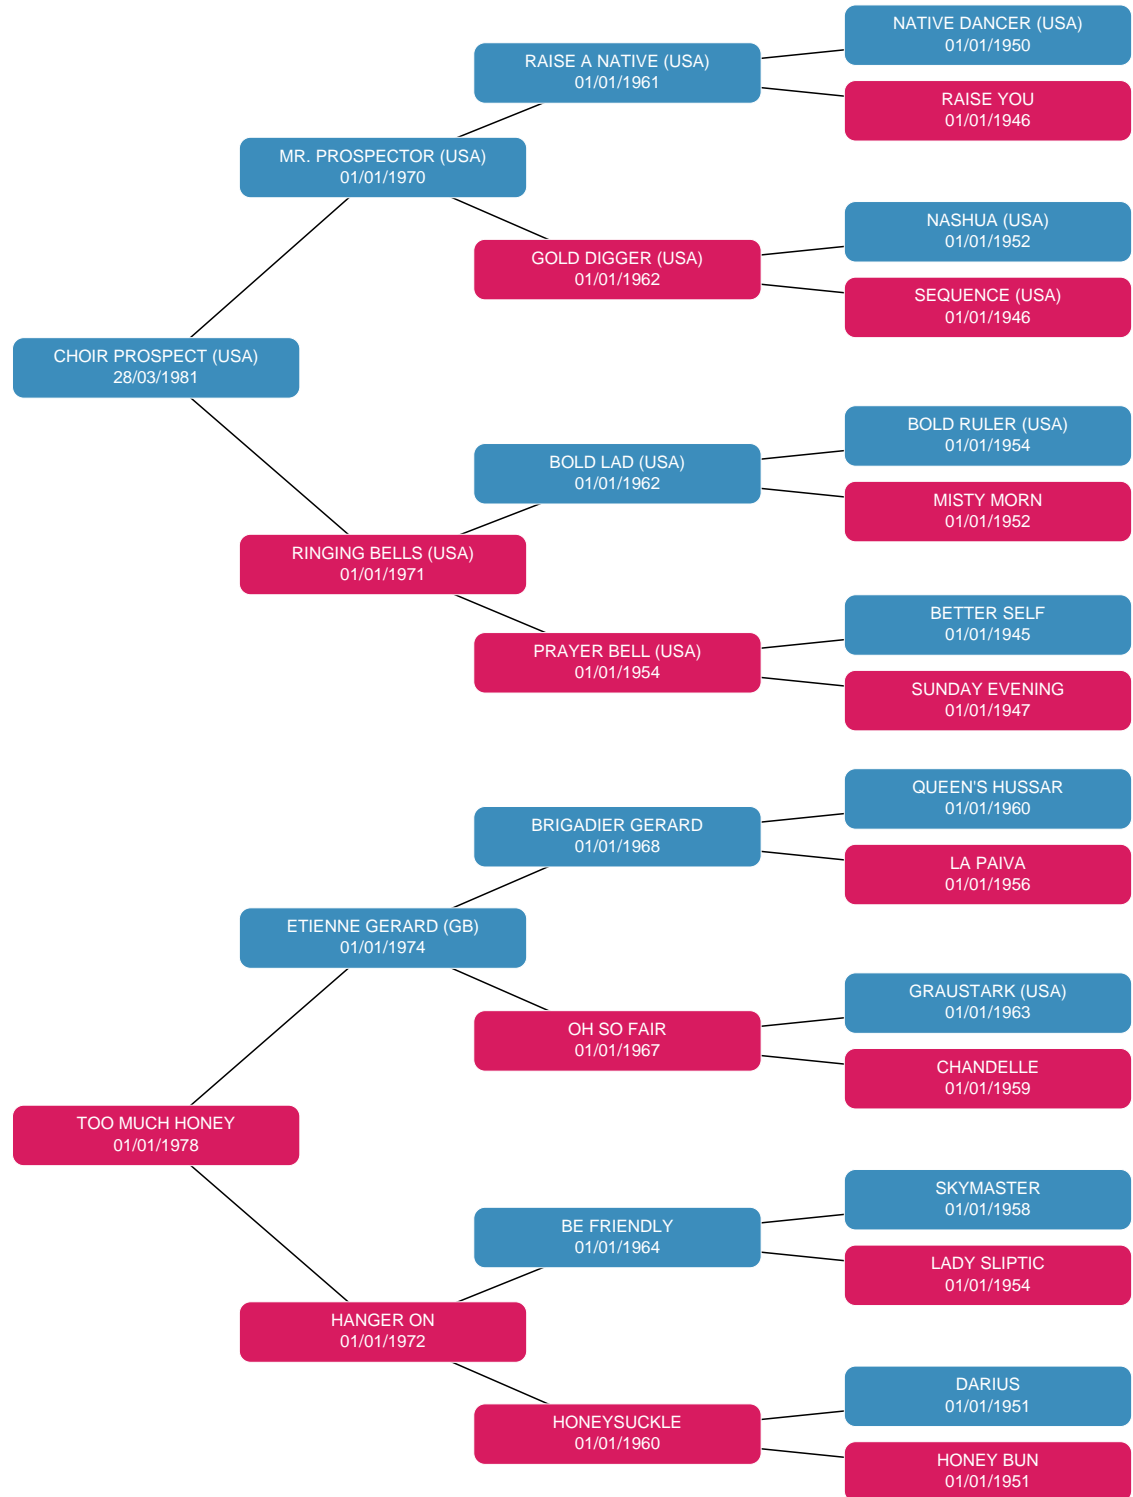 NATIVE DANCER (USA)
01/01/1950
RAISE A NATIVE (USA)
01/01/1961
RAISE YOU
01/01/1946
MR. PROSPECTOR (USA)
01/01/1970
NASHUA (USA)
01/01/1952
GOLD DIGGER (USA)
01/01/1962
SEQUENCE (USA)
01/01/1946
CHOIR PROSPECT (USA)
28/03/1981
BOLD RULER (USA)
01/01/1954
BOLD LAD (USA)
01/01/1962
MISTY MORN
01/01/1952
RINGING BELLS (USA)
01/01/1971
BETTER SELF
01/01/1945
PRAYER BELL (USA)
01/01/1954
SUNDAY EVENING
01/01/1947
QUEEN'S HUSSAR
01/01/1960
BRIGADIER GERARD
01/01/1968
LA PAIVA
01/01/1956
ETIENNE GERARD (GB)
01/01/1974
GRAUSTARK (USA)
01/01/1963
OH SO FAIR
01/01/1967
CHANDELLE
01/01/1959
TOO MUCH HONEY
01/01/1978
SKYMASTER
01/01/1958
BE FRIENDLY
01/01/1964
LADY SLIPTIC
01/01/1954
HANGER ON
01/01/1972
DARIUS
01/01/1951
HONEYSUCKLE
01/01/1960
HONEY BUN
01/01/1951